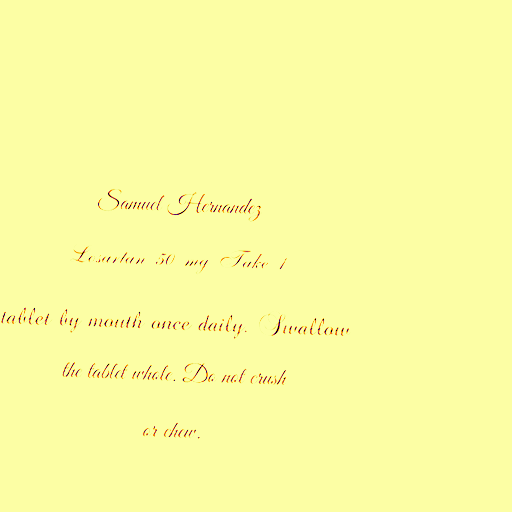 Samuel Hernandez
Losartan 50 mg Take 1
tablet by mouth once daily. Swallow
the tablet whole. Do not crush
or chew.